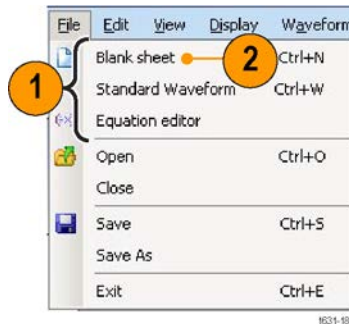 File Edit View Display Waveform
Blank sheet 2 Ctrl+N
1
Standard Waveform Ctrl+W
Equation editor
Open Ctrl+O
Close
Save Ctrl+S
Save As
Exit Ctrl+E